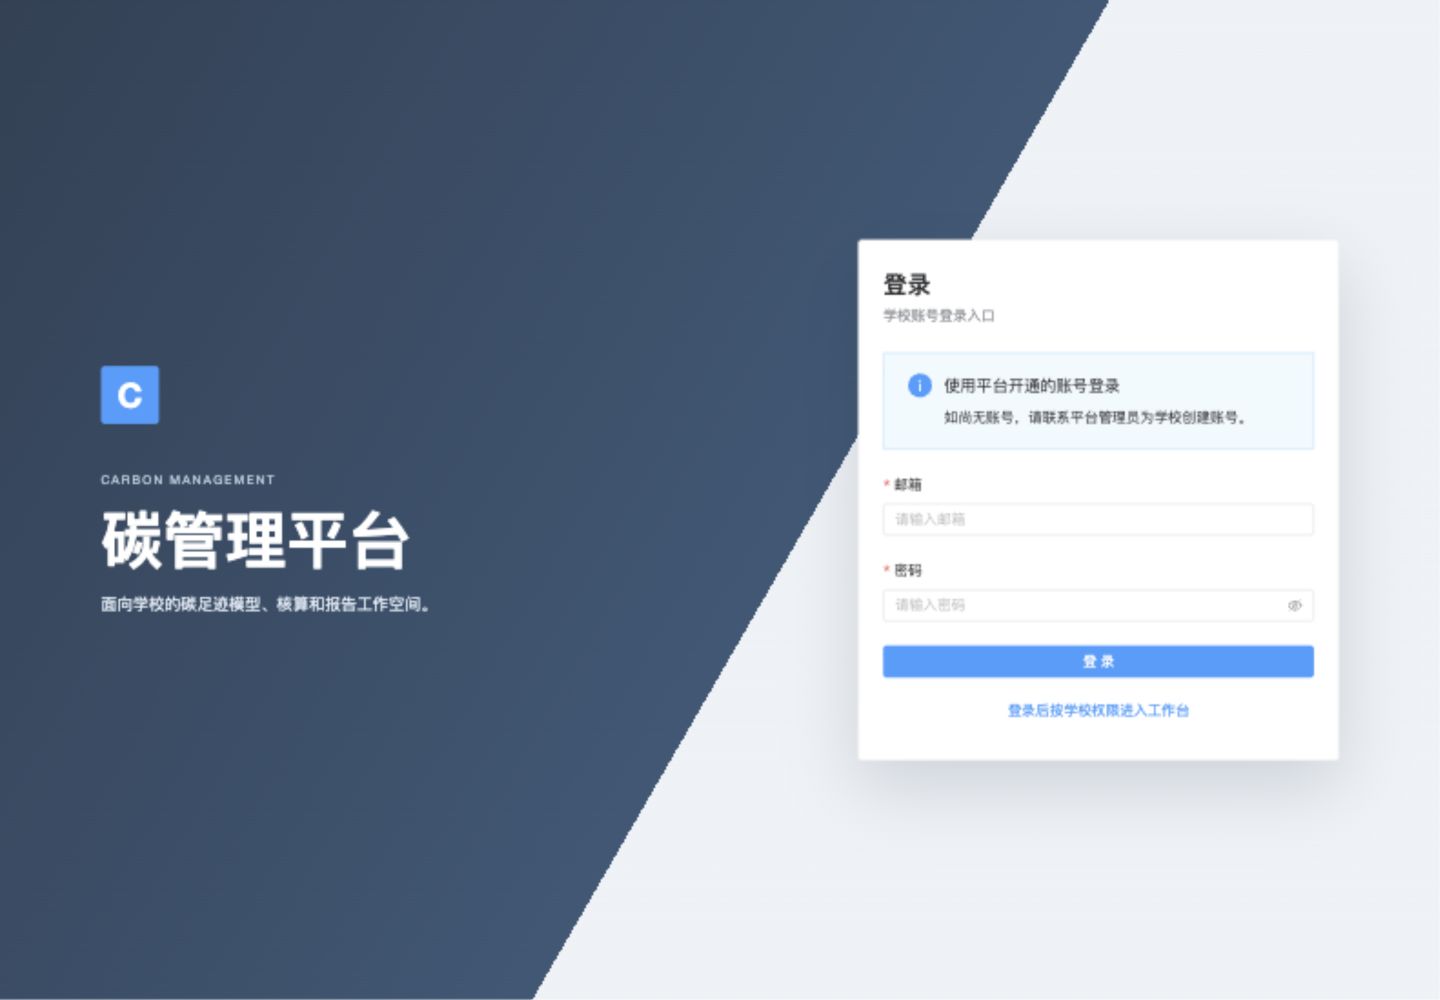 C
CARBON MANAGEMENT
碳管理平台
面向学校的碳足迹模型、核算和报告工作空间。
登录
学校账号登录入口
使用平台开通的账号登录
如尚无账号，请联系平台管理员为学校创建账号。
* 邮箱
请输入邮箱
* 密码
请输入密码
登 录
登录后按学校权限进入工作台